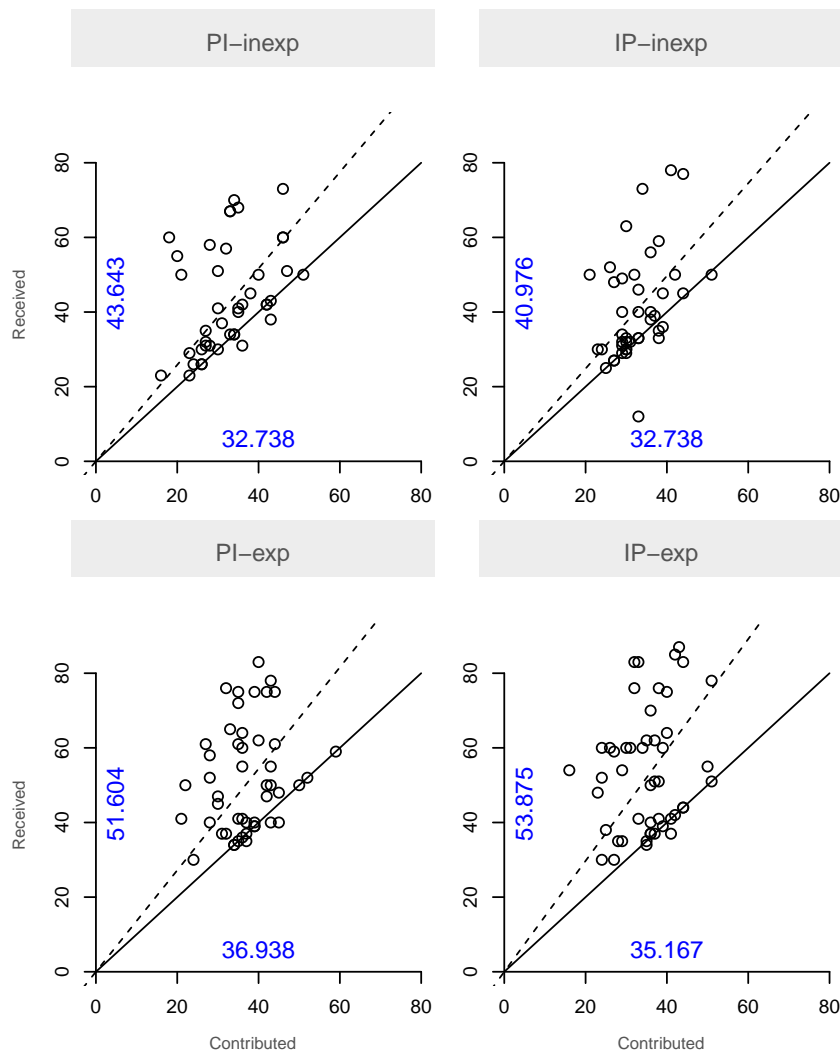 PI−inexp
IP−inexp
Received
0 20 40 60 80
43.643
32.738
0 20 40 60 80
0 20 40 60 80
40.976
32.738
0 20 40 60 80
PI−exp
IP−exp
Received
0 20 40 60 80
51.604
36.938
0 20 40 60 80
Contributed
0 20 40 60 80
53.875
35.167
0 20 40 60 80
Contributed